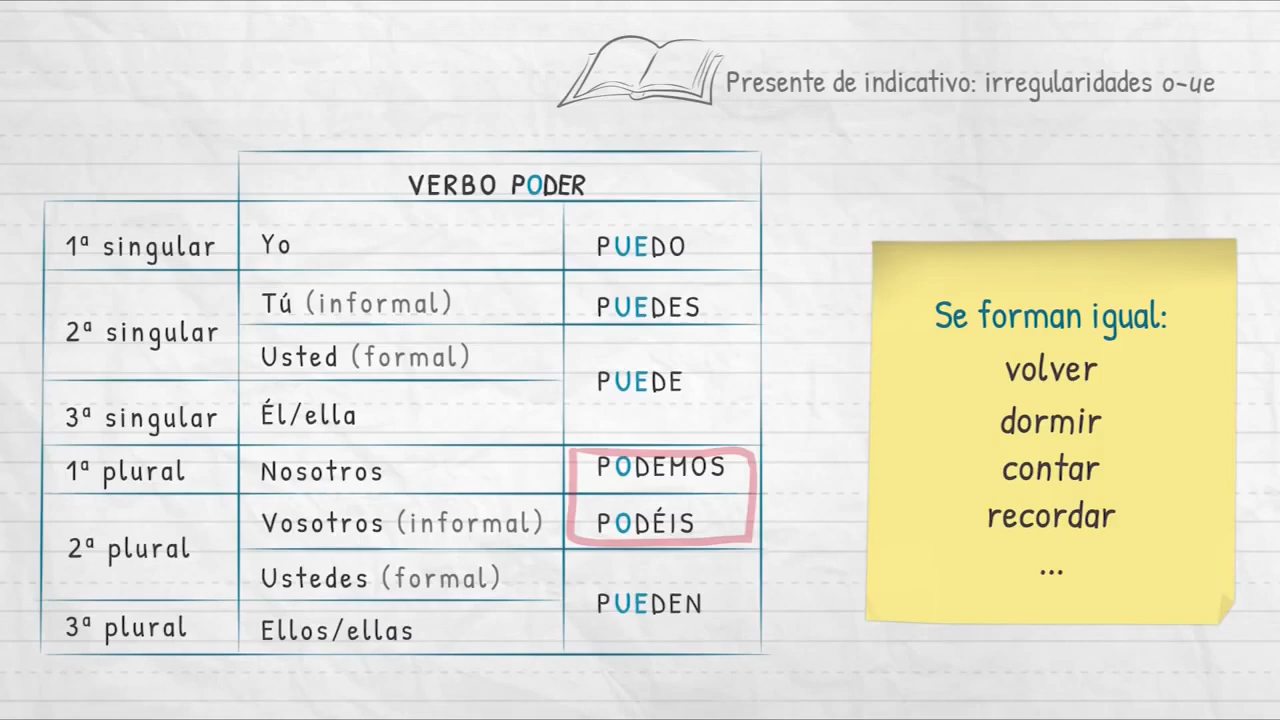 Presente de indicativo: irregularidades o-ue
VERBO PODER
1ª singular Yo PUEDO
2ª singular Tú (informal) PUEDES
Usted (formal) PUEDE
3ª singular Él/ella
1ª plural Nosotros PODEMOS
2ª plural Vosotros (informal) PODÉIS
Ustedes (formal) PUEDEN
3ª plural Ellos/ellas
Se forman igual:
volver
dormir
contar
recordar
...